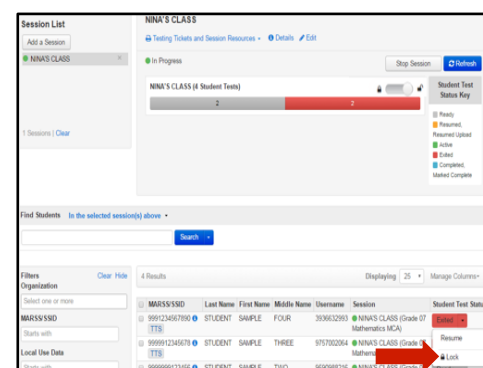 Session List
Add a Session
NINA'S CLASS ×
1 Sessions | Clear
NINA'S CLASS
Testing Tickets and Session Resources Details Edit
In Progress
Stop Session Refresh
NINA'S CLASS (4 Student Tests)
2 2
Student Test
Status Key
Ready
Resumed,
Resumed Upload
Active
Exited
Completed,
Marked Complete
Find Students In the selected session(s) above
Search
Filters Clear Hide
Organization
Select one or more
MARSS/SSID
Starts with
Local Use Data
Starts with
4 Results Displaying 25 Manage Columns
MARSS/SSID Last Name First Name Middle Name Username Session Student Test Statu
9991234567890 STUDENT SAMPLE FOUR 3936632993 NINA'S CLASS (Grade 07
TTS Mathematics MCA) Exited
9999912345678 STUDENT SAMPLE THREE 9757002064 NINA'S CLASS (Grade
TTS Mathema
Resume
Lock
STUDENT SAMPLE TWO NINA'S CLASS (Grade 07